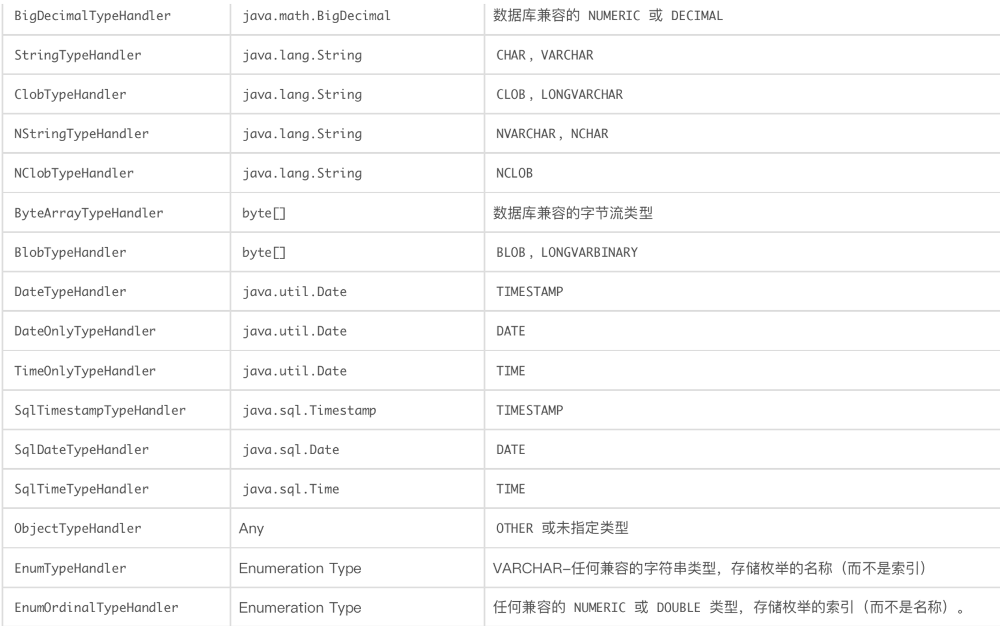 BigDecimalTypeHandler java.math.BigDecimal 数据库兼容的 NUMERIC 或 DECIMAL
StringTypeHandler java.lang.String CHAR, VARCHAR
ClobTypeHandler java.lang.String CLOB, LONGVARCHAR
NStringTypeHandler java.lang.String NVARCHAR, NCHAR
NClobTypeHandler java.lang.String NCLOB
ByteArrayTypeHandler byte[] 数据库兼容的字节流类型
BlobTypeHandler byte[] BLOB, LONGVARBINARY
DateTypeHandler java.util.Date TIMESTAMP
DateOnlyTypeHandler java.util.Date DATE
TimeOnlyTypeHandler java.util.Date TIME
SqlTimestampTypeHandler java.sql.Timestamp TIMESTAMP
SqlDateTypeHandler java.sql.Date DATE
SqlTimeTypeHandler java.sql.Time TIME
ObjectTypeHandler Any OTHER 或未指定类型
EnumTypeHandler Enumeration Type VARCHAR-任何兼容的字符串类型，存储枚举的名称（而不是索引）
EnumOrdinalTypeHandler Enumeration Type 任何兼容的 NUMERIC 或 DOUBLE 类型，存储枚举的索引（而不是名称）。